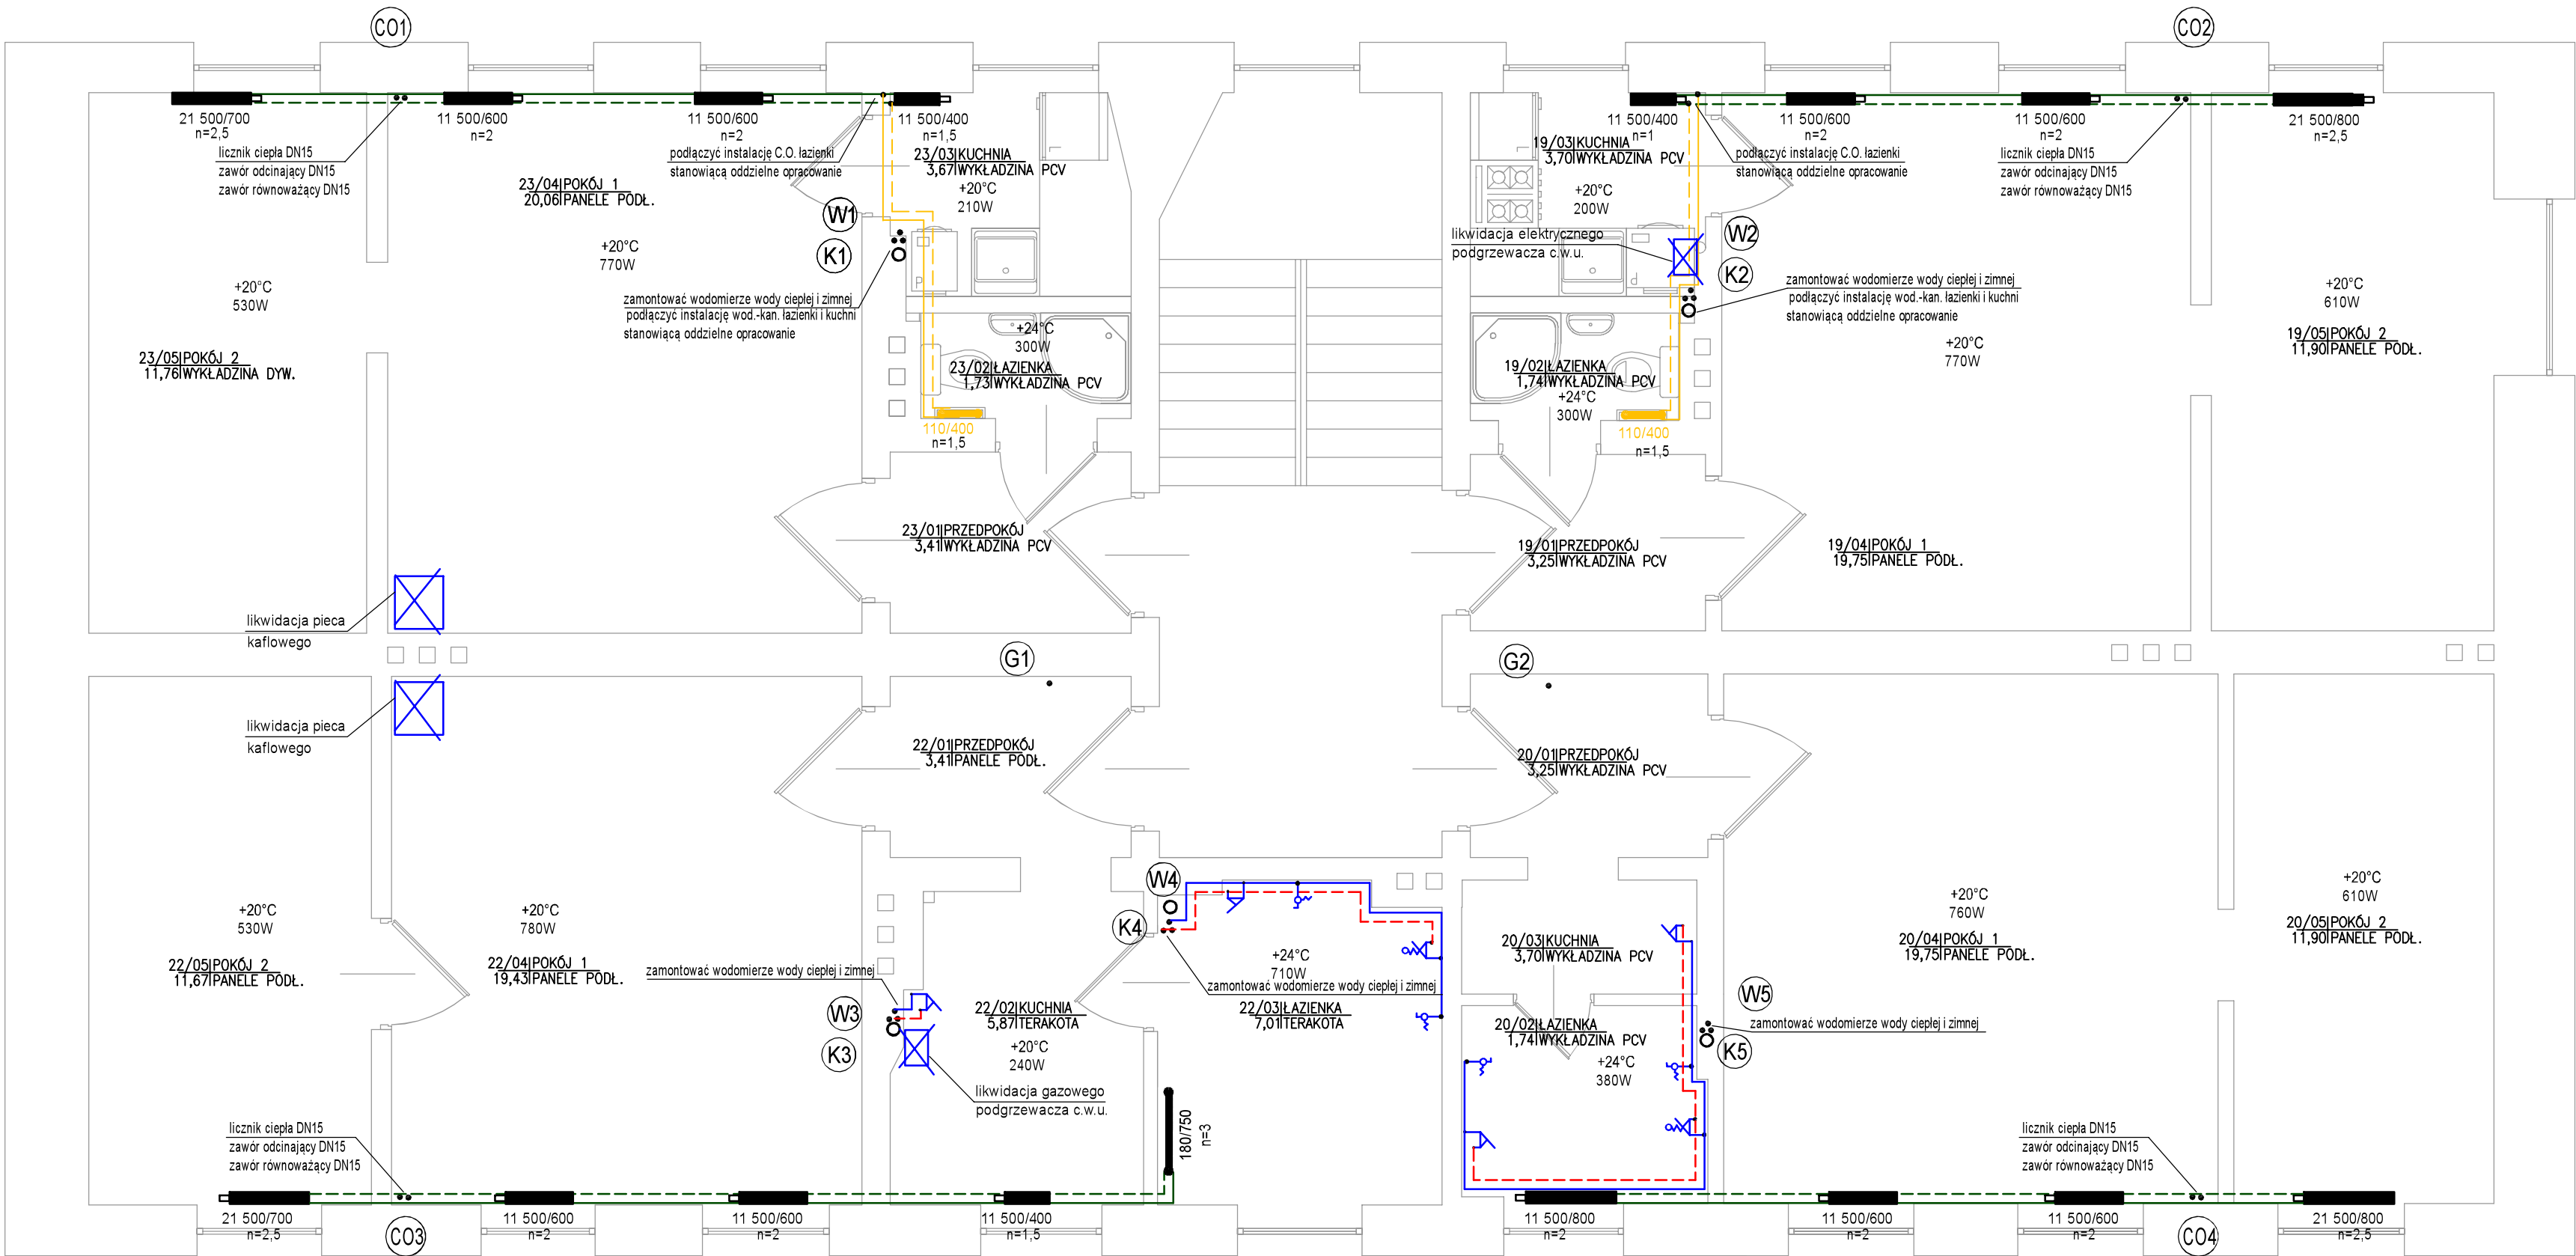 CO1
CO2
21 500/700
n=2,5
11 500/600
n=2
11 500/600
n=2
11 500/400
n=1,5
11 500/400
n=1
11 500/600
n=2
11 500/600
n=2
21 500/800
n=2,5
licznik ciepła DN15
zawór odcinający DN15
zawór równoważący DN15
podłączyć instalację C.O. łazienki
stanowiącą oddzielne opracowanie
23/03|KUCHNIA
3,67|WYKŁADZINA PCV
+20°C
210W
19/03|KUCHNIA
3,70|WYKŁADZINA PCV
+20°C
200W
podłączyć instalację C.O. łazienki
stanowiącą oddzielne opracowanie
licznik ciepła DN15
zawór odcinający DN15
zawór równoważący DN15
23/04|POKÓJ 1
20,06|PANELE PODŁ.
+20°C
770W
W1
K1
likwidacja elektrycznego
podgrzewacza c.w.u.
W2
K2
+20°C
530W
23/05|POKÓJ 2
11,76|WYKŁADZINA DYW.
zamontować wodomierze wody ciepłej i zimnej
podłączyć instalację wod.-kan. łazienki i kuchni
stanowiącą oddzielne opracowanie
zamontować wodomierze wody ciepłej i zimnej
podłączyć instalację wod.-kan. łazienki i kuchni
stanowiącą oddzielne opracowanie
+20°C
610W
19/05|POKÓJ 2
11,90|PANELE PODŁ.
+24°C
300W
23/02|ŁAZIENKA
1,73|WYKŁADZINA PCV
110/400
n=1,5
19/02|ŁAZIENKA
1,74|WYKŁADZINA PCV
+24°C
300W
110/400
n=1,5
+20°C
770W
23/01|PRZEDPOKÓJ
3,41|WYKŁADZINA PCV
19/01|PRZEDPOKÓJ
3,25|WYKŁADZINA PCV
19/04|POKÓJ 1
19,75|PANELE PODŁ.
likwidacja pieca
kaflowego
G1
G2
likwidacja pieca
kaflowego
22/01|PRZEDPOKÓJ
3,41|PANELE PODŁ.
20/01|PRZEDPOKÓJ
3,25|WYKŁADZINA PCV
W4
K4
+20°C
530W
22/05|POKÓJ 2
11,67|PANELE PODŁ.
+20°C
780W
22/04|POKÓJ 1
19,43|PANELE PODŁ.
zamontować wodomierze wody ciepłej i zimnej
W3
K3
22/02|KUCHNIA
5,87|TERAKOTA
+20°C
240W
likwidacja gazowego
podgrzewacza c.w.u.
+24°C
710W
zamontować wodomierze wody ciepłej i zimnej
22/03|ŁAZIENKA
7,01|TERAKOTA
20/03|KUCHNIA
3,70|WYKŁADZINA PCV
20/02|ŁAZIENKA
1,74|WYKŁADZINA PCV
+24°C
380W
W5
K5
zamontować wodomierze wody ciepłej i zimnej
+20°C
760W
20/04|POKÓJ 1
19,75|PANELE PODŁ.
+20°C
610W
20/05|POKÓJ 2
11,90|PANELE PODŁ.
licznik ciepła DN15
zawór odcinający DN15
zawór równoważący DN15
180/750
n=3
licznik ciepła DN15
zawór odcinający DN15
zawór równoważący DN15
21 500/700
n=2,5
CO3
11 500/600
n=2
11 500/600
n=2
11 500/400
n=1,5
11 500/800
n=2
11 500/600
n=2
11 500/600
n=2
CO4
21 500/800
n=2,5